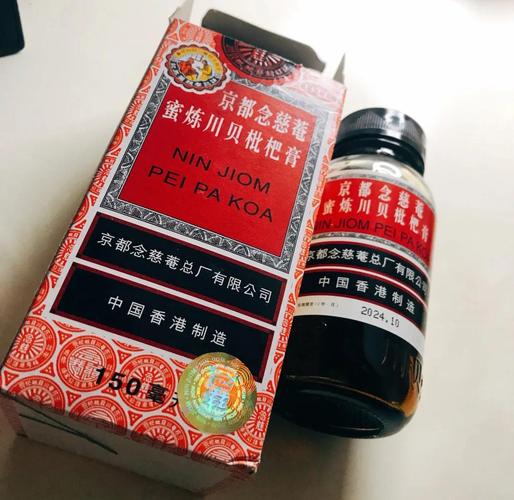 京都念慈菴
蜜炼川贝枇杷膏
NIN JIOM
PEI PA KOA
京都念慈菴总厂有限公司
中国香港制造
150毫
京都念慈菴
蜜炼川贝枇杷膏
NIN JIOM PEI PA KOA
京都念慈菴总厂有限公司
中国香港制造
2024.10